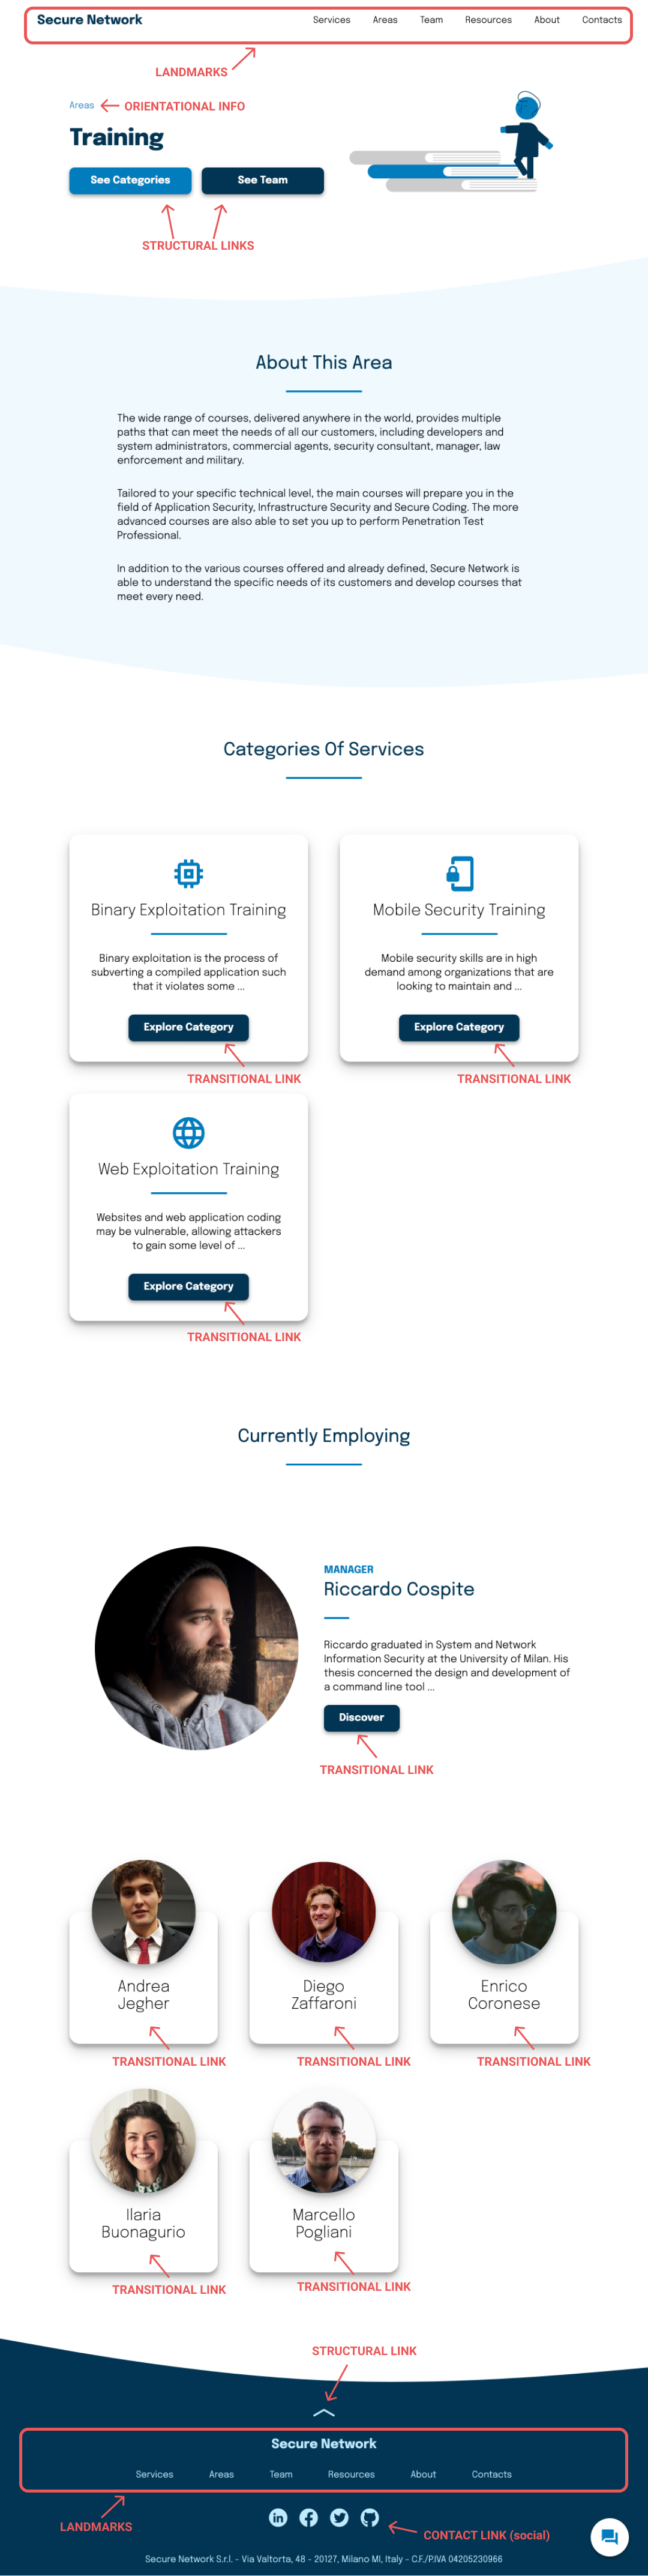 Secure Network
Services Areas Team Resources About Contacts
LANDMARKS
Areas
ORIENTATIONAL INFO
Training
See Categories
See Team
STRUCTURAL LINKS
About This Area
The wide range of courses, delivered anywhere in the world, provides multiple
paths that can meet the needs of all our customers, including developers and
system administrators, commercial agents, security consultant, manager, law
enforcement and military.
Tailored to your specific technical level, the main courses will prepare you in the
field of Application Security, Infrastructure Security and Secure Coding. The more
advanced courses are also able to set you up to perform Penetration Test
Professional.
In addition to the various courses offered and already defined, Secure Network is
able to understand the specific needs of its customers and develop courses that
meet every need.
Categories Of Services
Binary Exploitation Training
Binary exploitation is the process of
subverting a compiled application such
that it violates some ...
Explore Category
TRANSITIONAL LINK
Mobile Security Training
Mobile security skills are in high
demand among organizations that are
looking to maintain and ...
Explore Category
TRANSITIONAL LINK
Web Exploitation Training
Websites and web application coding
may be vulnerable, allowing attackers
to gain some level of ...
Explore Category
TRANSITIONAL LINK
Currently Employing
MANAGER
Riccardo Cospite
Riccardo graduated in System and Network
Information Security at the University of Milan. His
thesis concerned the design and development of
a command line tool ...
Discover
TRANSITIONAL LINK
Andrea
Jegher
TRANSITIONAL LINK
Diego
Zaffaroni
TRANSITIONAL LINK
Enrico
Coronese
TRANSITIONAL LINK
Ilaria
Buonagurio
TRANSITIONAL LINK
Marcello
Pogliani
TRANSITIONAL LINK
STRUCTURAL LINK
Secure Network
Services Areas Team Resources About Contacts
LANDMARKS
in
CONTACT LINK (social)
Secure Network S.r.l. - Via Valtorta, 48 - 20127, Milano MI, Italy - C.F./P.IVA 04205230966